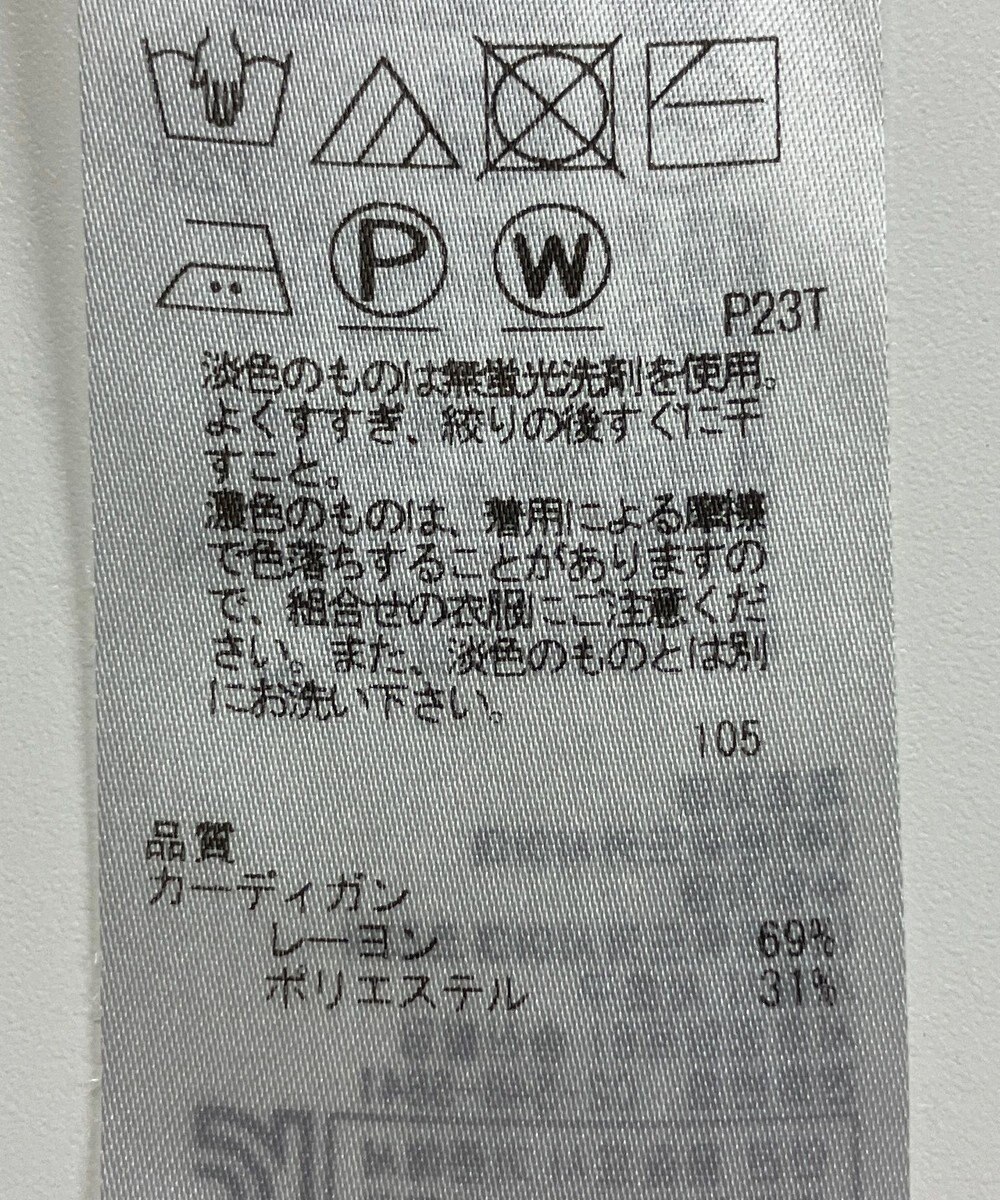 P
W
P23T
淡色のものは無蛍光洗剤を使用。
よくすすぎ、絞りの後すぐに干
すこと。
濃色のものは、着用による摩擦
で色落ちすることがありますの
で、組合せの衣服にご注意くだ
さい。また、淡色のものとは別
にお洗い下さい。
105
品質
カーディガン
レーヨン 69%
ポリエステル 31%